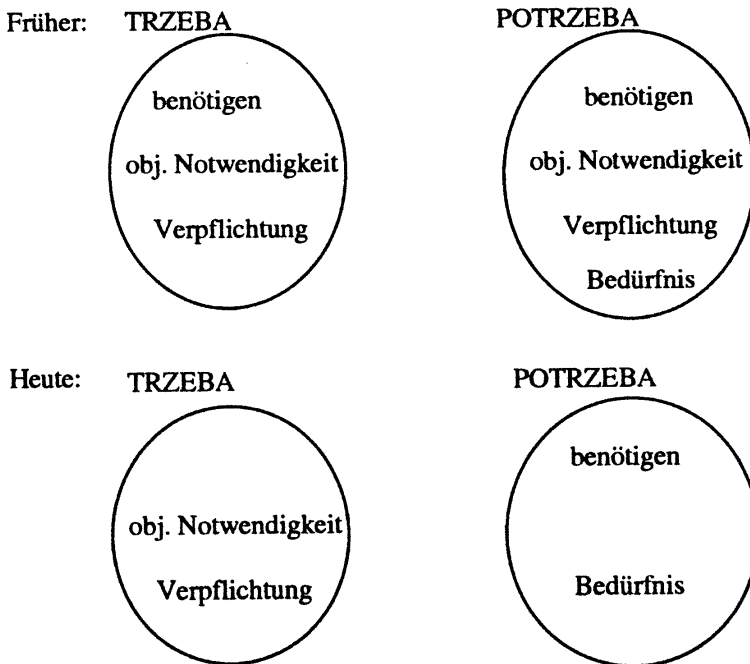 Früher: TRZEBA POTRZEBA
benötigen benötigen
obj. Notwendigkeit obj. Notwendigkeit
Verpflichtung Verpflichtung
Bedürfnis
Heute: TRZEBA POTRZEBA
benötigen
obj. Notwendigkeit
Verpflichtung Bedürfnis